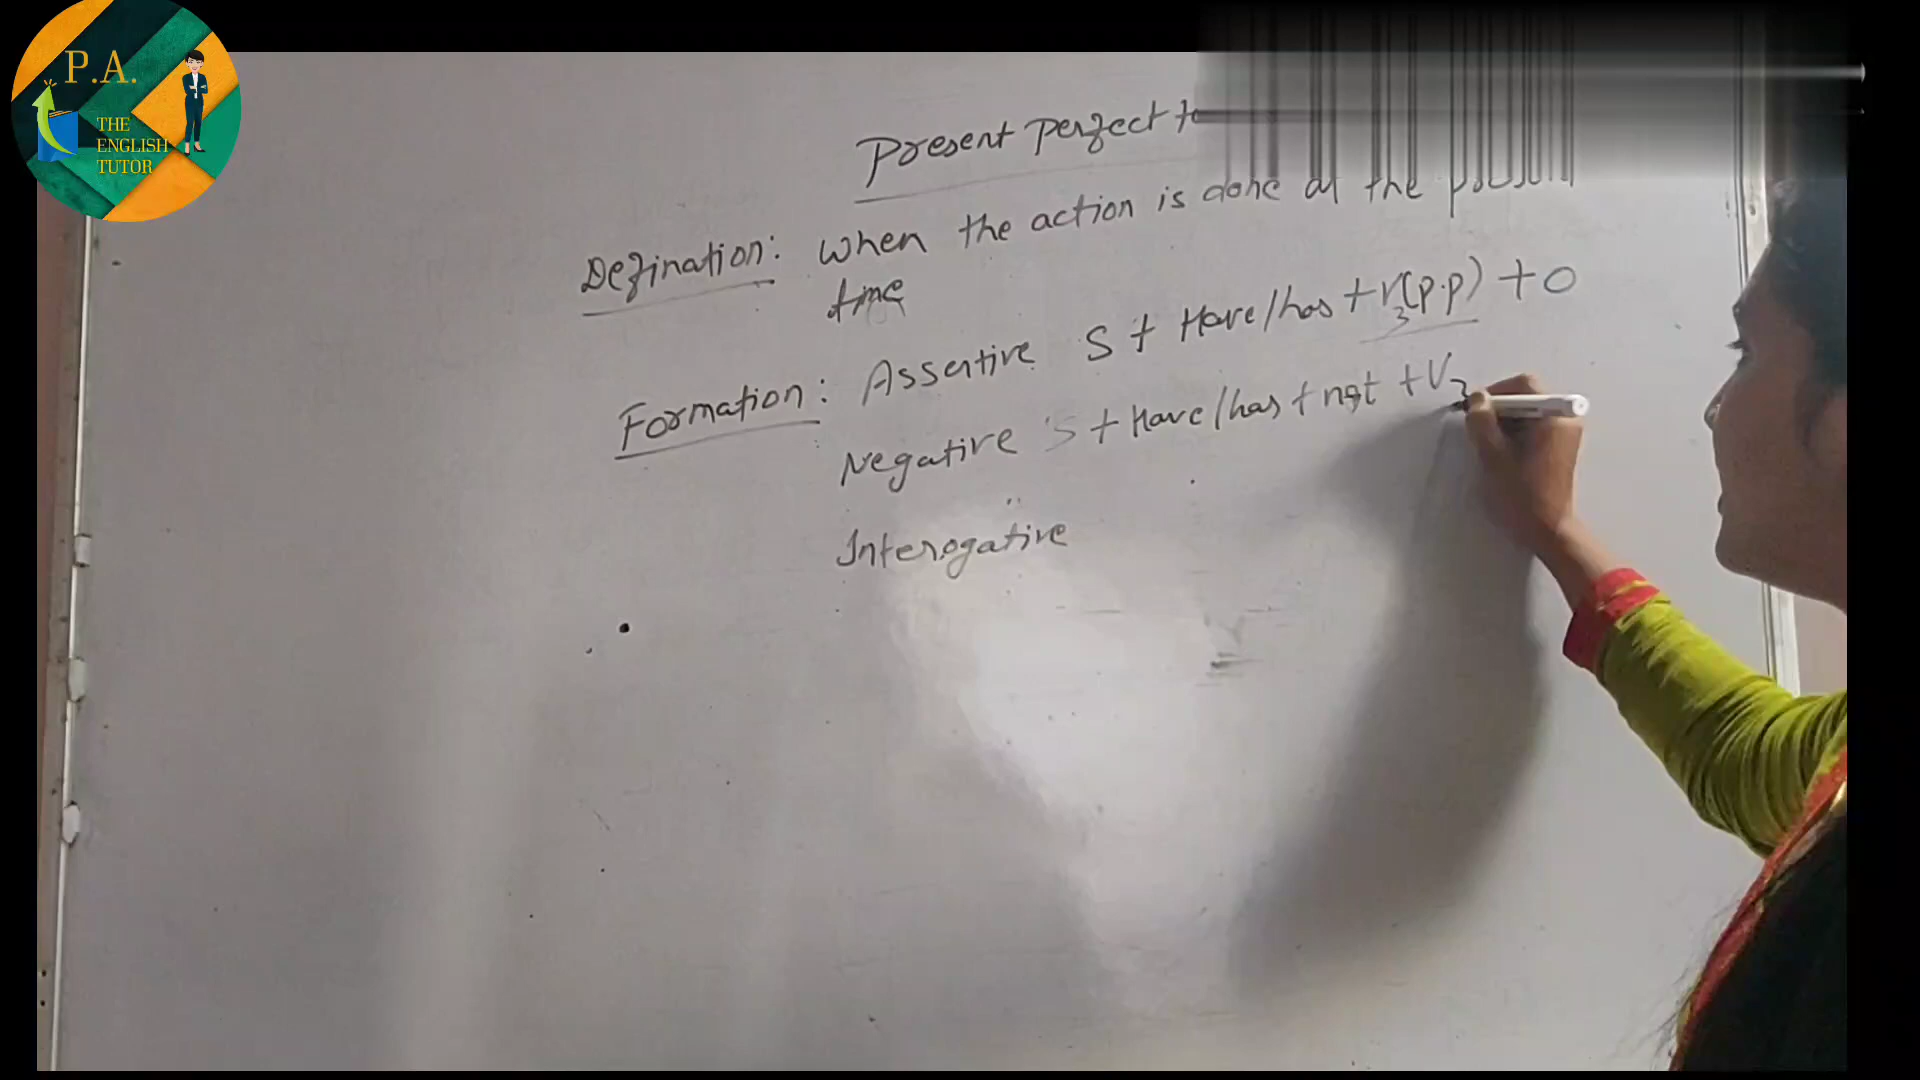 P.A.
THE
ENGLISH
TUTOR
Present perfect
Defination: when the action is done at the
time
Formation: Assertive S + Have/has + V3(p.p) + O
Negative S + Have/has + not + V3
Interogative